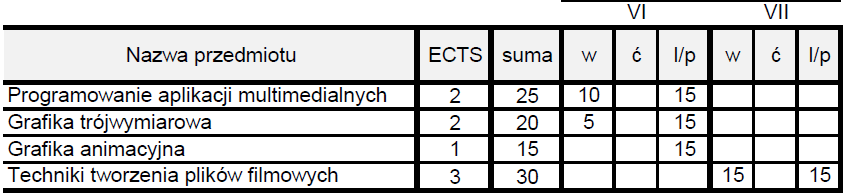 VI VII
Nazwa przedmiotu ECTS suma w ć l/p w ć l/p
Programowanie aplikacji multimedialnych 2 25 10 15
Grafika trójwymiarowa 2 20 5 15
Grafika animacyjna 1 15 15
Techniki tworzenia plików filmowych 3 30 15 15